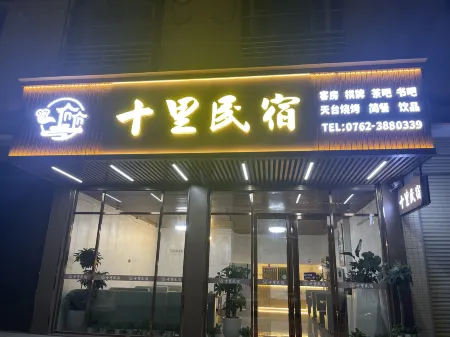 十里民宿
客房 棋牌 茶吧 书吧
天台烧烤 简餐 饮品
TEL:0762-3880339
十里民宿